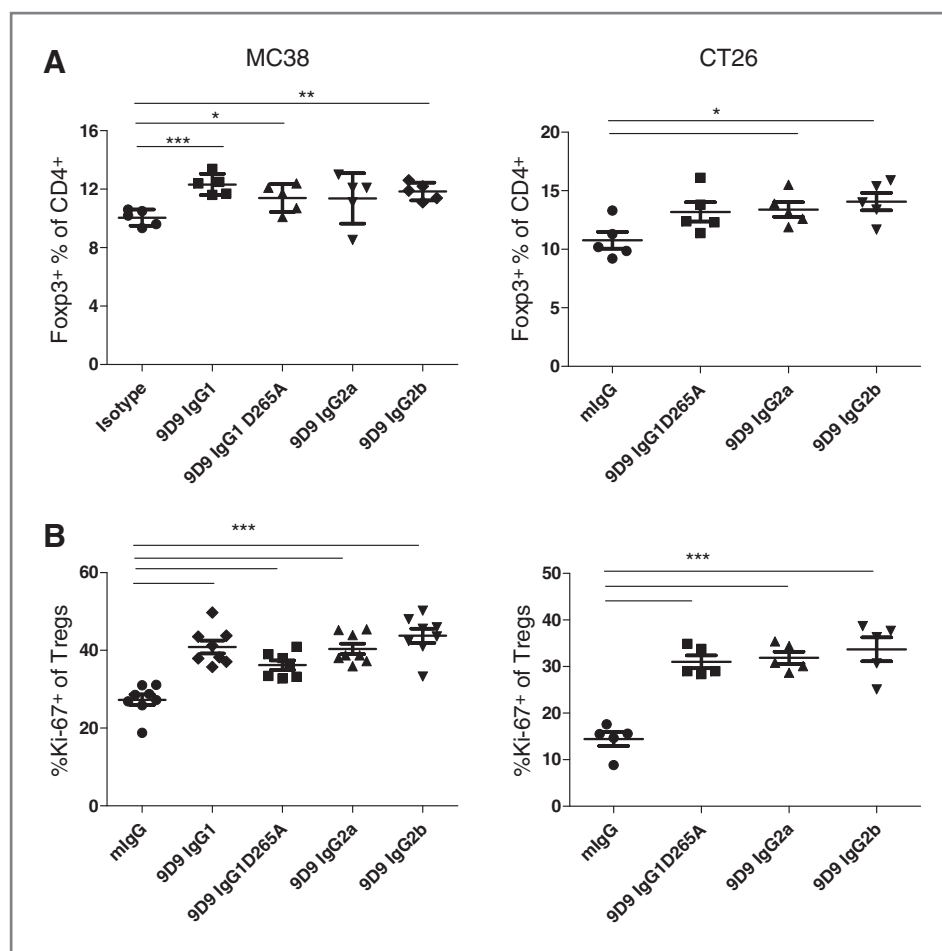 A
MC38
CT26
**
*
***
*
16
12
8
4
0
Foxp3+ % of CD4+
Isotype
9D9 IgG1
9D9 IgG1 D265A
9D9 IgG2a
9D9 IgG2b
20
15
10
5
0
Foxp3+ % of CD4+
mIgG
9D9 IgG1D265A
9D9 IgG2a
9D9 IgG2b
B
***
***
60
40
20
0
%Ki-67+ of Tregs
mIgG
9D9 IgG1
9D9 IgG1D265A
9D9 IgG2a
9D9 IgG2b
50
40
30
20
10
0
%Ki-67+ of Tregs
mIgG
9D9 IgG1D265A
9D9 IgG2a
9D9 IgG2b